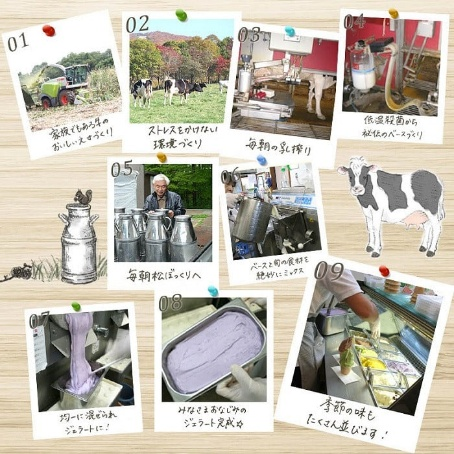 01
家族でもある牛の
おいしいえさづくり
02
ストレスをかけない
環境づくり
03
毎朝の乳搾り
04
低温殺菌から
秘伝のベースづくり
05
毎朝松ぼっくりへ
06
ベースと旬の食材を
絶妙にミックス
07
均一に混ぜられ
ジェラートに!
08
みなさまおなじみの
ジェラート完成☆
09
季節の味も
たくさん並びます!